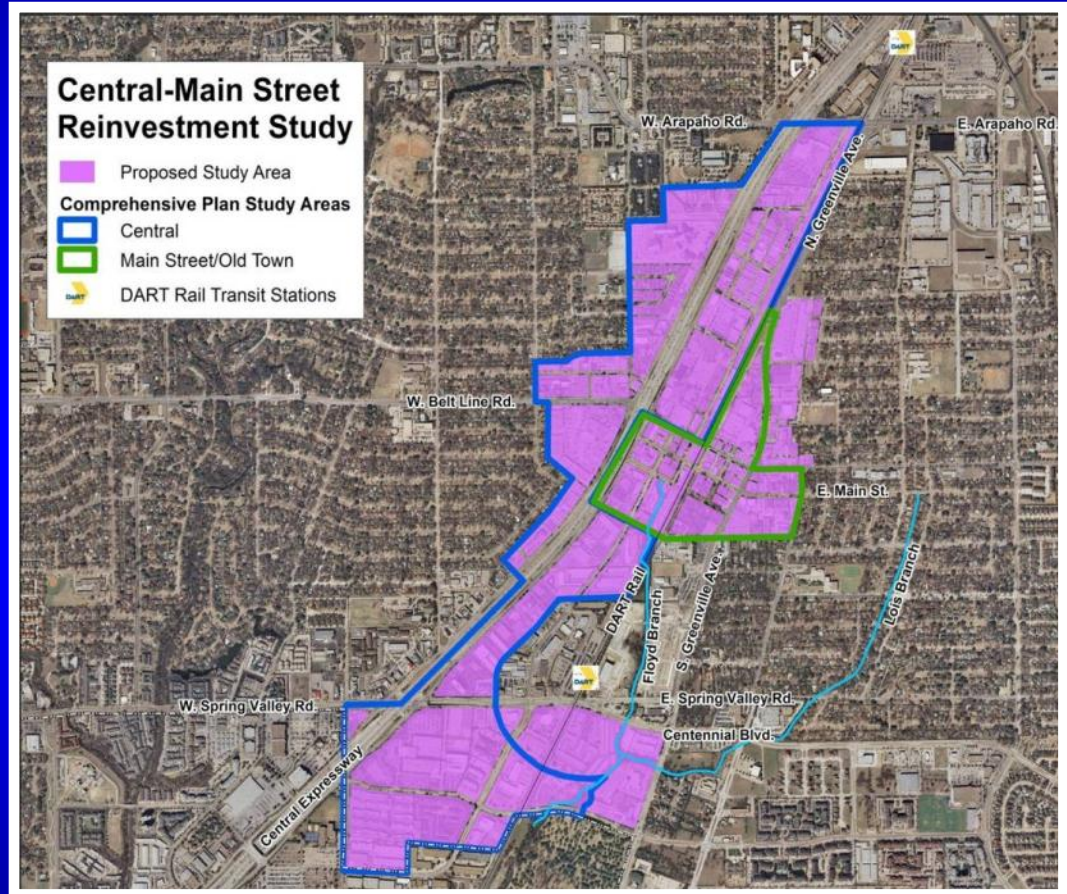 Central-Main Street
Reinvestment Study
Proposed Study Area
Comprehensive Plan Study Areas
Central
Main Street/Old Town
DART
DART Rail Transit Stations
DART
W. Arapaho Rd.
E. Arapaho Rd.
N. Greenville Ave.
W. Belt Line Rd.
E. Main St.
DART Rail
Floyd Branch
S. Greenville Ave.
Lois Branch
DART
W. Spring Valley Rd.
E. Spring Valley Rd.
Centennial Blvd.
Central Expressway